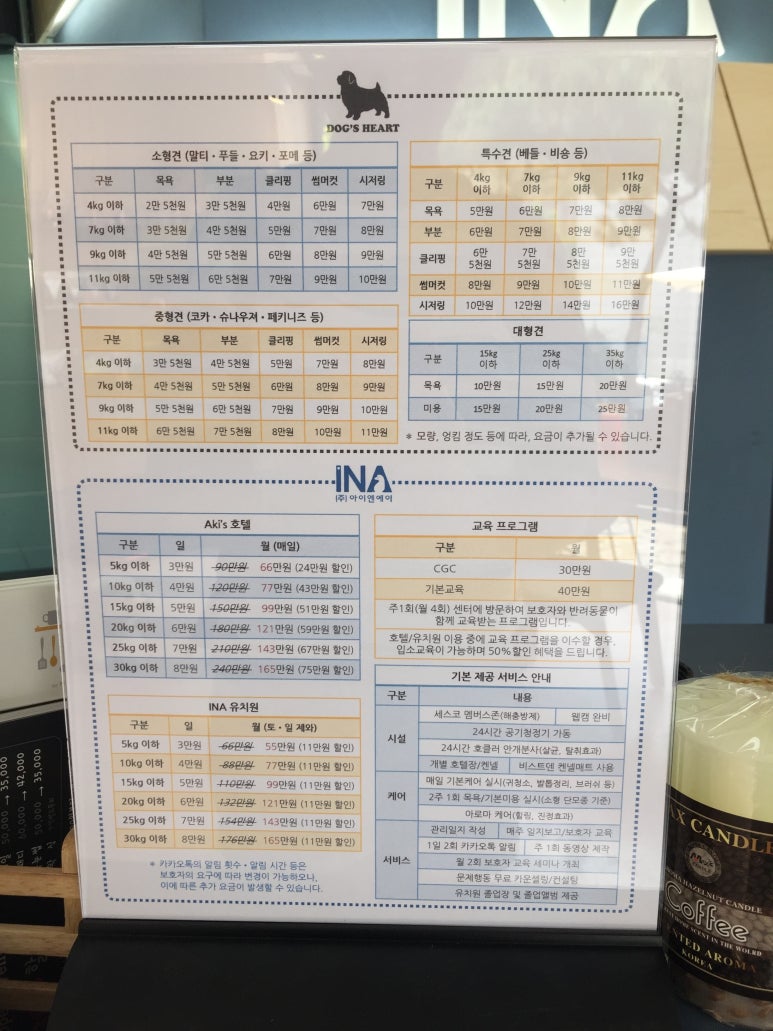 INA
DOG'S HEART
소형견 (말티 · 푸들 · 요키 · 포메 등)
구분 목욕 부분 클리핑 썸머컷 시저링
4kg 이하 2만 5천원 3만 5천원 4만원 6만원 7만원
7kg 이하 3만 5천원 4만 5천원 5만원 7만원 8만원
9kg 이하 4만 5천원 5만 5천원 6만원 8만원 9만원
11kg 이하 5만 5천원 6만 5천원 7만원 9만원 10만원
중형견 (코카 · 슈나우져 · 페키니즈 등)
구분 목욕 부분 클리핑 썸머컷 시저링
4kg 이하 3만 5천원 4만 5천원 5만원 7만원 8만원
7kg 이하 4만 5천원 5만 5천원 6만원 8만원 9만원
9kg 이하 5만 5천원 6만 5천원 7만원 9만원 10만원
11kg 이하 6만 5천원 7만 5천원 8만원 10만원 11만원
특수견 (베들 · 비숑 등)
구분 4kg 이하 7kg 이하 9kg 이하 11kg 이하
목욕 5만원 6만원 7만원 8만원
부분 6만원 7만원 8만원 9만원
클리핑 6만 5천원 7만 5천원 8만 5천원 9만 5천원
썸머컷 8만원 9만원 10만원 11만원
시저링 10만원 12만원 14만원 16만원
대형견
구분 15kg 이하 25kg 이하 35kg 이하
목욕 10만원 15만원 20만원
미용 15만원 20만원 25만원
* 모량, 엉킴 정도 등에 따라, 요금이 추가될 수 있습니다.
INA
(주) 아이엔에이
Aki's 호텔
구분 일 월 (매일)
5kg 이하 3만원 90만원 66만원 (24만원 할인)
10kg 이하 4만원 120만원 77만원 (43만원 할인)
15kg 이하 5만원 150만원 99만원 (51만원 할인)
20kg 이하 6만원 180만원 121만원 (59만원 할인)
25kg 이하 7만원 210만원 143만원 (67만원 할인)
30kg 이하 8만원 240만원 165만원 (75만원 할인)
INA 유치원
구분 일 월 (토 · 일 제외)
5kg 이하 3만원 66만원 55만원 (11만원 할인)
10kg 이하 4만원 88만원 77만원 (11만원 할인)
15kg 이하 5만원 110만원 99만원 (11만원 할인)
20kg 이하 6만원 132만원 121만원 (11만원 할인)
25kg 이하 7만원 154만원 143만원 (11만원 할인)
30kg 이하 8만원 176만원 165만원 (11만원 할인)
* 카카오톡의 알림 횟수 · 알림 시간 등은
보호자의 요구에 따라 변경이 가능하오나,
이에 따른 추가 요금이 발생할 수 있습니다.
교육 프로그램
구분 월
CGC 30만원
기본교육 40만원
주1회(월 4회) 센터에 방문하여 보호자와 반려동물이
함께 교육받는 프로그램입니다.
호텔/유치원 이용 중에 교육 프로그램을 이수할 경우,
입소교육이 가능하며 50%할인 혜택을 드립니다.
기본 제공 서비스 안내
구분 내용
시설
세스코 멤버스존(해충방제) 웹캠 완비
24시간 공기청정기 가동
24시간 호클러 안개분사(살균, 탈취효과)
개별 호텔장/켄넬 비스트덴 켄넬매트 사용
케어
매일 기본케어 실시(귀청소, 발톱정리, 브러쉬 등)
2주 1회 목욕/기본미용 실시(소형 단모종 기준)
아로마 케어(힐링, 진정효과)
서비스
관리일지 작성 매주 일지보고/보호자 교육
1일 2회 카카오톡 알림 주 1회 동영상 제작
월 2회 보호자 교육 세미나 개최
문제행동 무료 카운설링/컨설팅
유치원 졸업장 및 졸업앨범 제공
35,000
42,000
35,000
50,000
AX CANDLE
HAZELNUT CANDLE
Coffee
SCENT IN THE WOLRD
NTED AROMA
KOREA